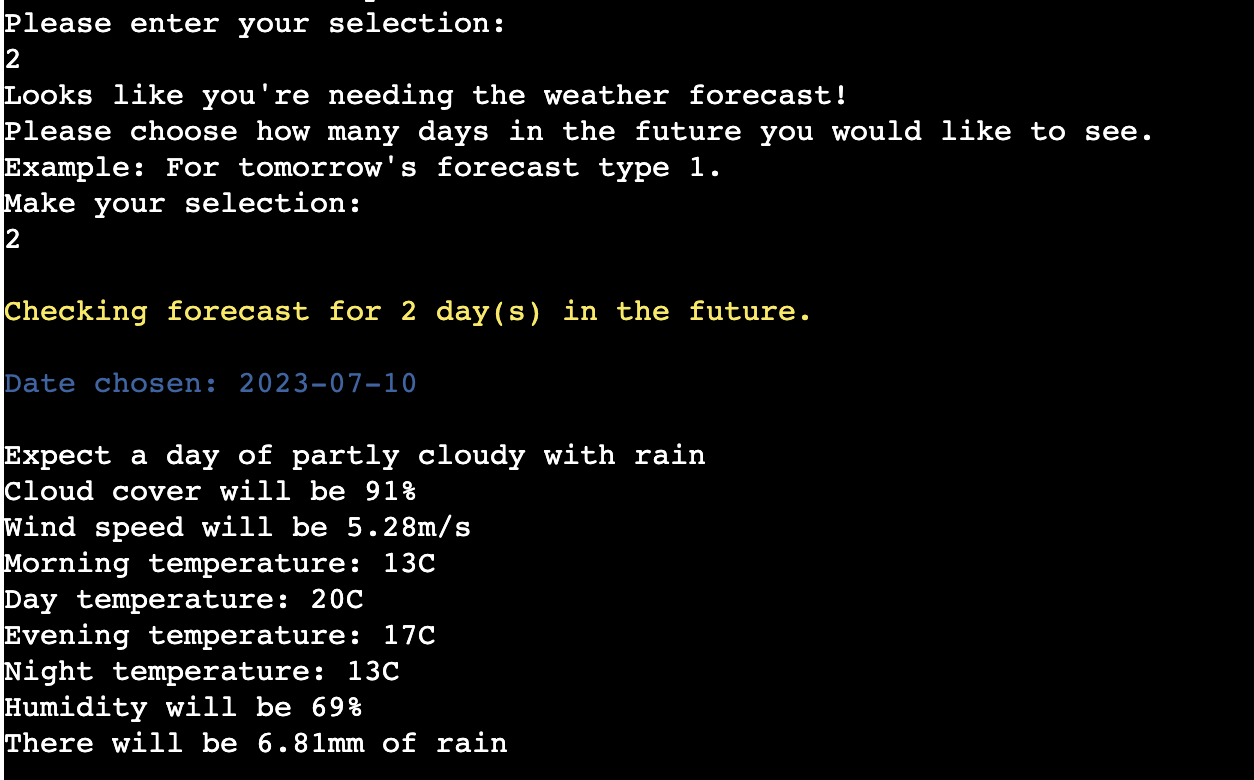 Please enter your selection:
2
Looks like you're needing the weather forecast!
Please choose how many days in the future you would like to see.
Example: For tomorrow's forecast type 1.
Make your selection:
2
Checking forecast for 2 day(s) in the future.
Date chosen: 2023-07-10
Expect a day of partly cloudy with rain
Cloud cover will be 91%
Wind speed will be 5.28m/s
Morning temperature: 13C
Day temperature: 20C
Evening temperature: 17C
Night temperature: 13C
Humidity will be 69%
There will be 6.81mm of rain